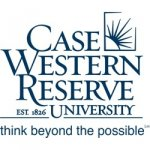 CASE
WESTERN
RESERVE
EST. 1826 UNIVERSITY
think beyond the possible